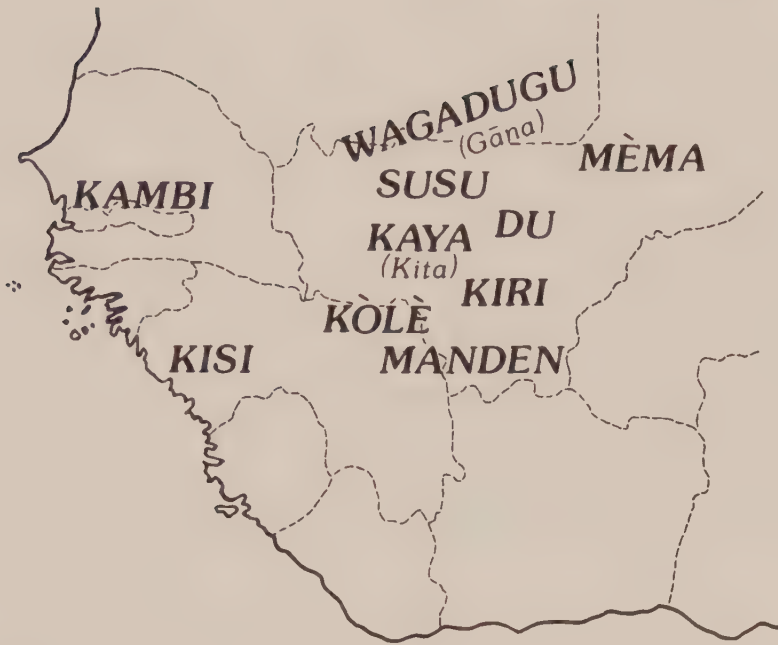 WAGADUGU
(Gāna)
MÈMA
SUSU
KAMBI
DU
KAYA
(Kita)
KIRI
KÒLÈ
MANDEN
KISI